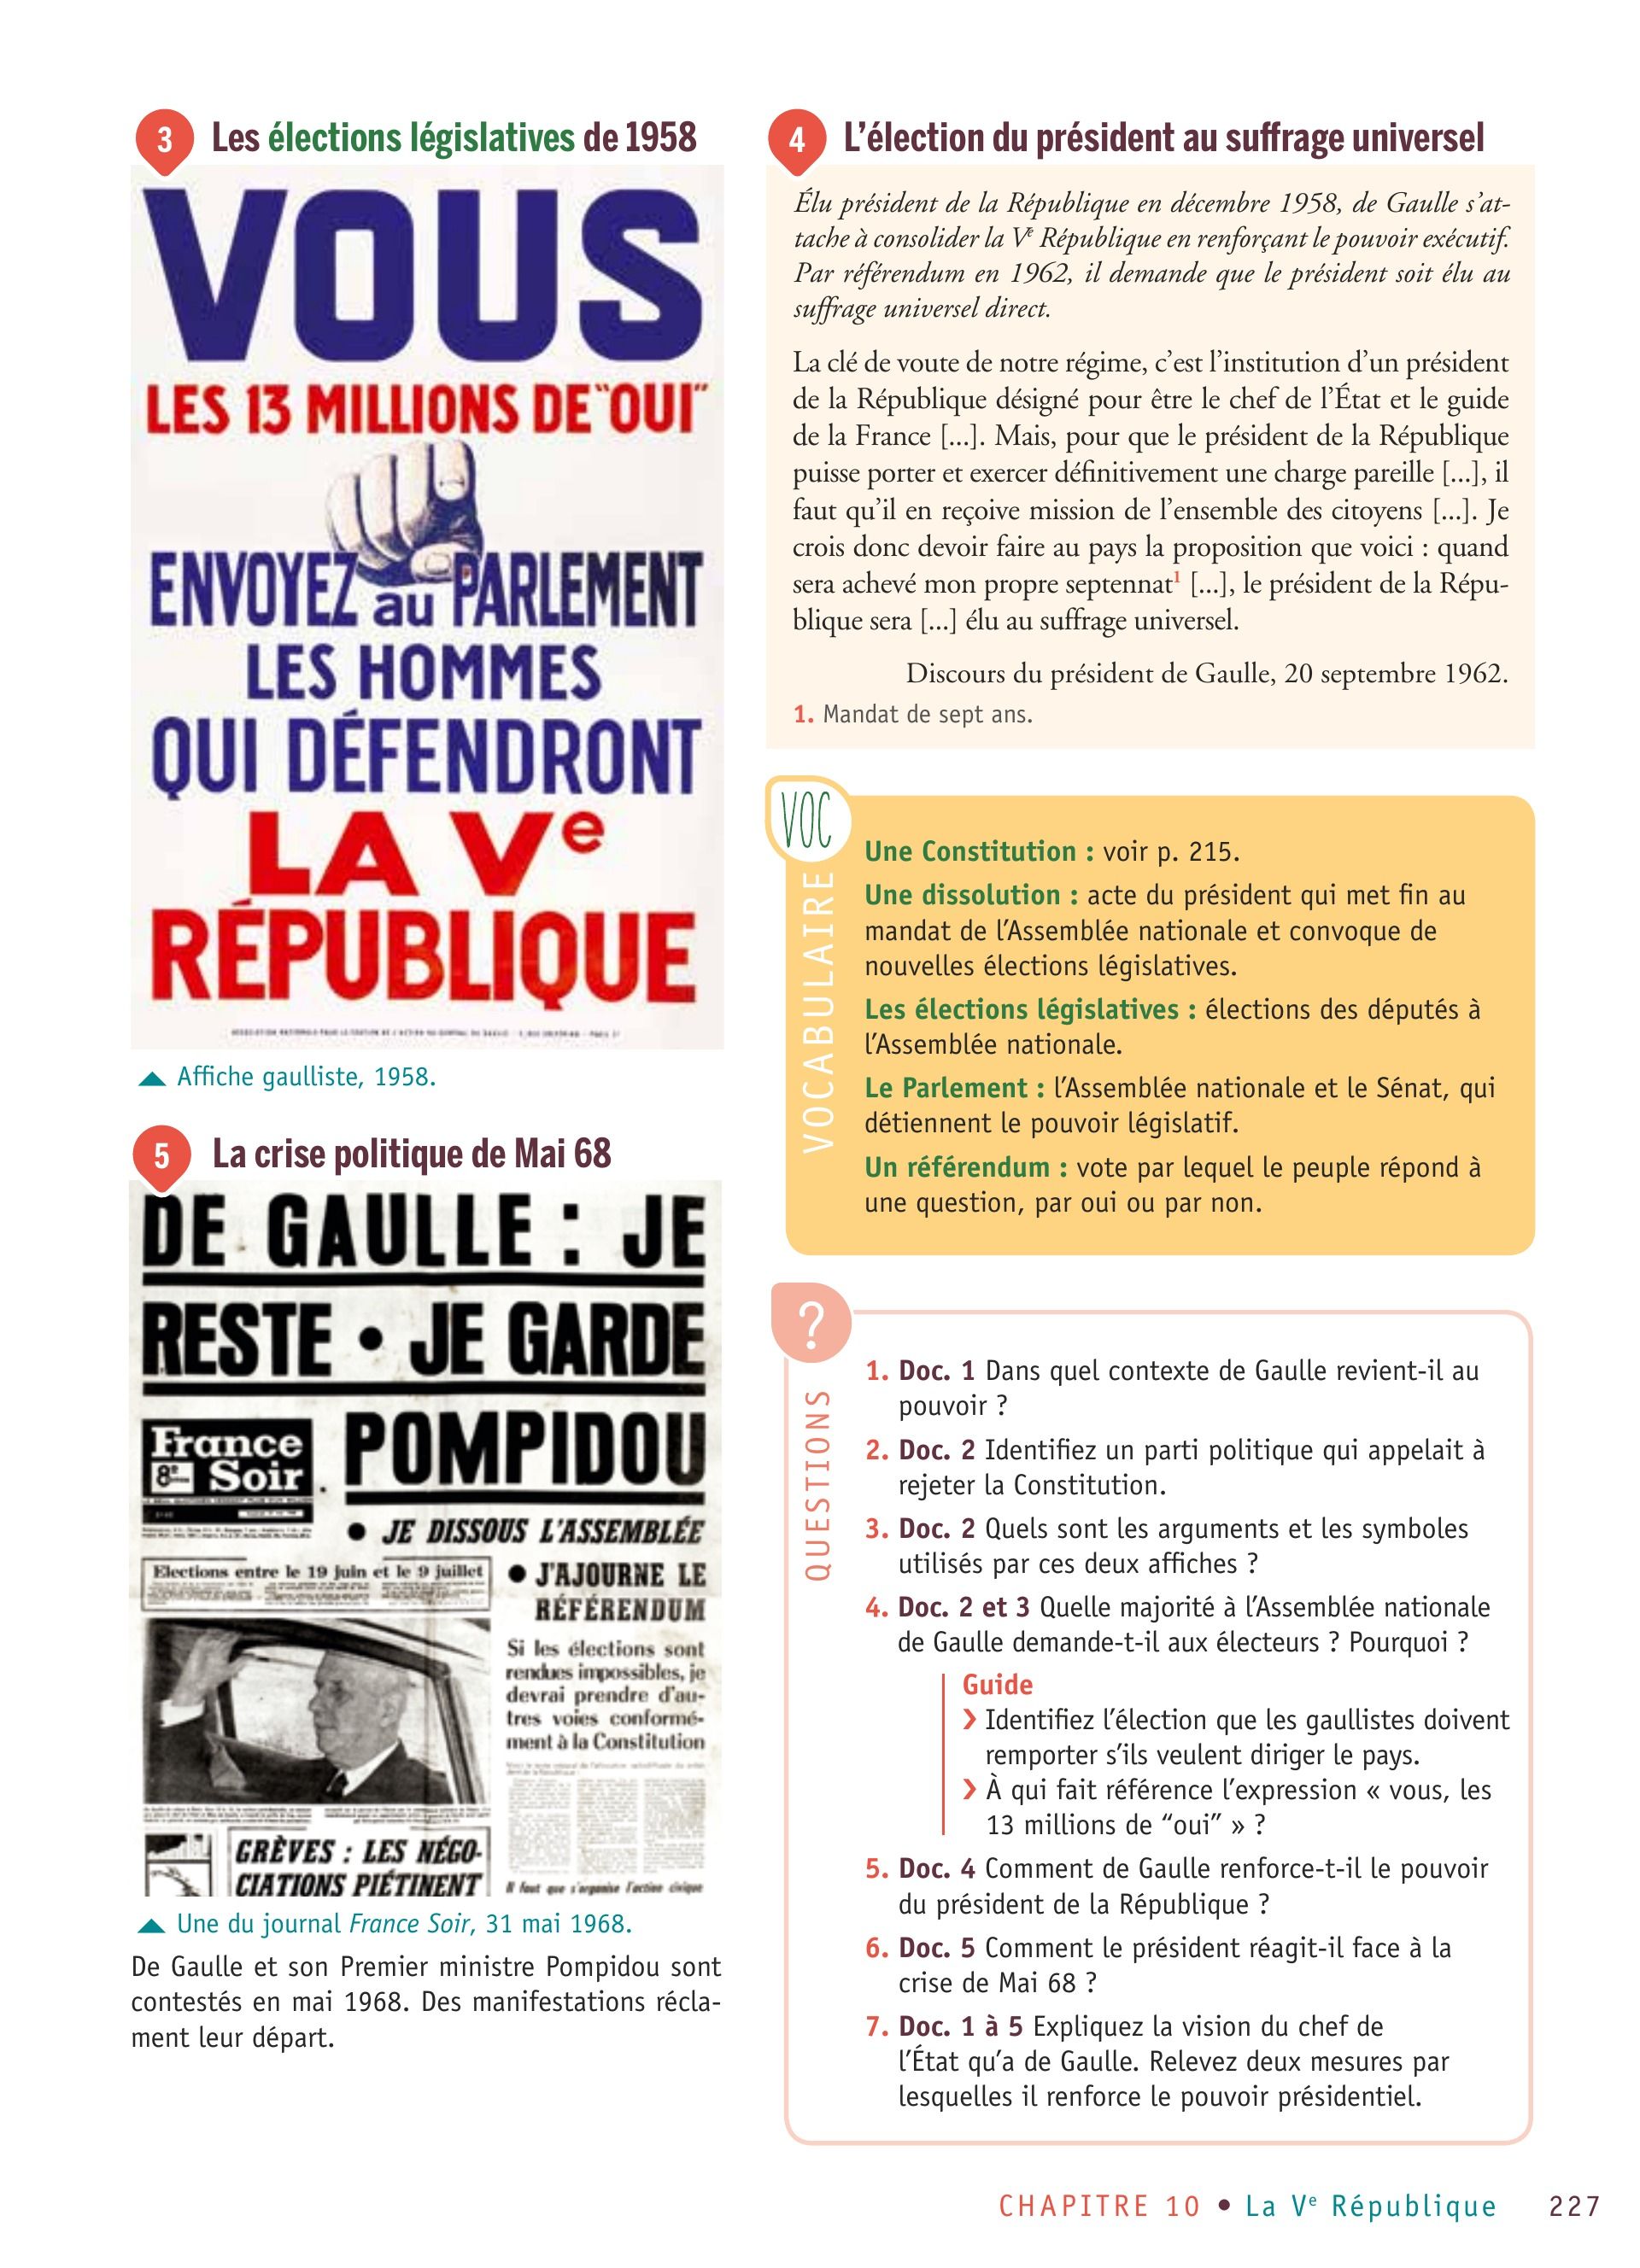 3 Les élections législatives de 1958
VOUS
LES 13 MILLIONS DE "OUI"
ENVOYEZ au PARLEMENT
LES HOMMES
QUI DÉFENDRONT
LA Ve
RÉPUBLIQUE
Affiche gaulliste, 1958.
5 La crise politique de Mai 68
DE GAULLE : JE
RESTE • JE GARDE
France
8e Soir
POMPIDOU
• JE DISSOUS L'ASSEMBLÉE
Elections entre le 19 juin et le 9 juillet
• J'AJOURNE LE
RÉFÉRENDUM
Si les élections sont
rendues impossibles, je
devrai prendre d'au-
tres voies conformé-
ment à la Constitution
GRÈVES : LES NÉGO-
CIATIONS PIÉTINENT
Il faut que s'organise l'action civique
Une du journal France Soir, 31 mai 1968.
De Gaulle et son Premier ministre Pompidou sont
contestés en mai 1968. Des manifestations récla-
ment leur départ.
4 L'élection du président au suffrage universel
Élu président de la République en décembre 1958, de Gaulle s'at-
tache à consolider la Ve République en renforçant le pouvoir exécutif.
Par référendum en 1962, il demande que le président soit élu au
suffrage universel direct.
La clé de voute de notre régime, c'est l'institution d'un président
de la République désigné pour être le chef de l'État et le guide
de la France [...]. Mais, pour que le président de la République
puisse porter et exercer définitivement une charge pareille [...], il
faut qu'il en reçoive mission de l'ensemble des citoyens [...]. Je
crois donc devoir faire au pays la proposition que voici : quand
sera achevé mon propre septennat1 [...], le président de la Répu-
blique sera [...] élu au suffrage universel.
Discours du président de Gaulle, 20 septembre 1962.
1. Mandat de sept ans.
VOC
VOCABULAIRE
Une Constitution : voir p. 215.
Une dissolution : acte du président qui met fin au
mandat de l'Assemblée nationale et convoque de
nouvelles élections législatives.
Les élections législatives : élections des députés à
l'Assemblée nationale.
Le Parlement : l'Assemblée nationale et le Sénat, qui
détiennent le pouvoir législatif.
Un référendum : vote par lequel le peuple répond à
une question, par oui ou par non.
?
QUESTIONS
1. Doc. 1 Dans quel contexte de Gaulle revient-il au
pouvoir ?
2. Doc. 2 Identifiez un parti politique qui appelait à
rejeter la Constitution.
3. Doc. 2 Quels sont les arguments et les symboles
utilisés par ces deux affiches ?
4. Doc. 2 et 3 Quelle majorité à l'Assemblée nationale
de Gaulle demande-t-il aux électeurs ? Pourquoi ?
Guide
❯ Identifiez l'élection que les gaullistes doivent
remporter s'ils veulent diriger le pays.
❯ À qui fait référence l'expression « vous, les
13 millions de "oui" » ?
5. Doc. 4 Comment de Gaulle renforce-t-il le pouvoir
du président de la République ?
6. Doc. 5 Comment le président réagit-il face à la
crise de Mai 68 ?
7. Doc. 1 à 5 Expliquez la vision du chef de
l'État qu'a de Gaulle. Relevez deux mesures par
lesquelles il renforce le pouvoir présidentiel.
CHAPITRE 10 • La Ve République 227